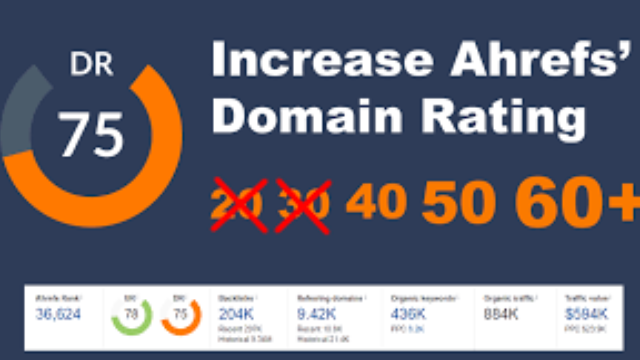 DR
75
Increase Ahrefs'
Domain Rating
20 30 40 50 60+
Ahrefs Rank
36,624
UR
78
DR
75
Backlinks
204K
Referring domains
9.42K
Organic keywords
436K
Organic traffic
884K
Traffic value
$594K